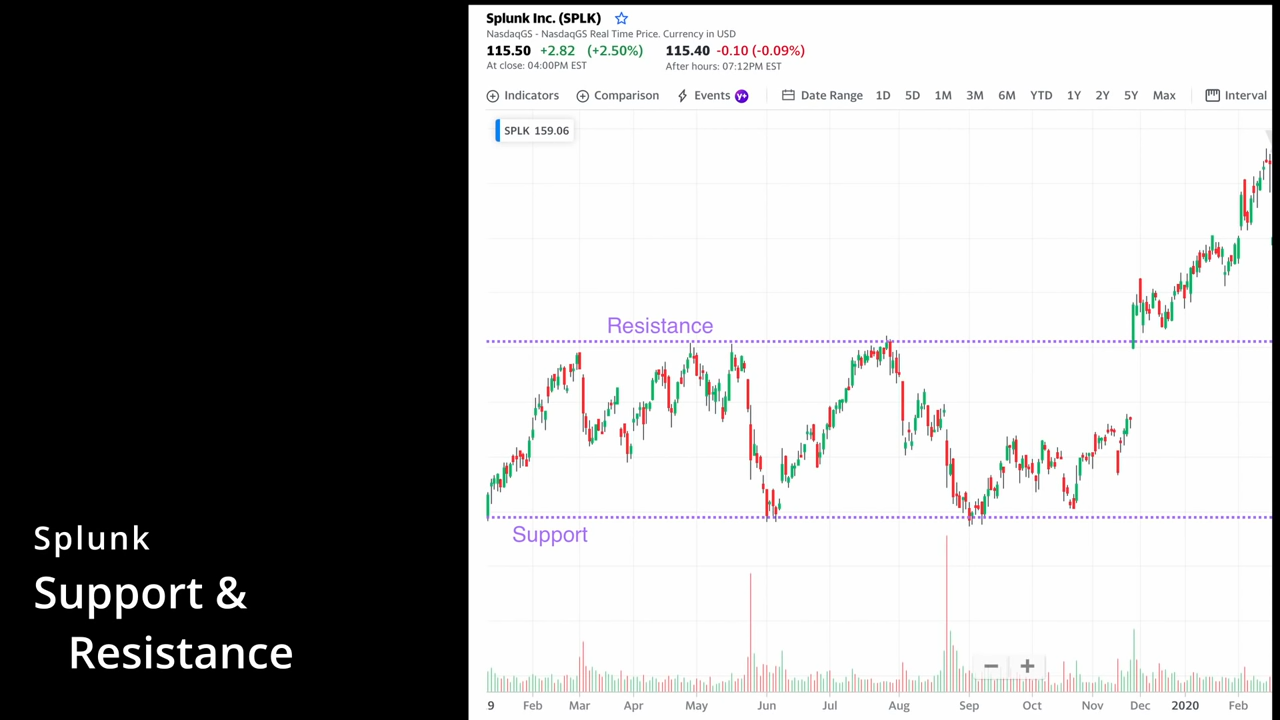 Splunk Inc. (SPLK)
NasdaqGS - NasdaqGS Real Time Price. Currency in USD
115.50 +2.82 (+2.50%) 115.40 -0.10 (-0.09%)
At close: 04:00PM EST After hours: 07:12PM EST
Indicators Comparison Events Y+ Date Range 1D 5D 1M 3M 6M YTD 1Y 2Y 5Y Max Interval
SPLK 159.06
Resistance
Support
Splunk
Support &
Resistance
9 Feb Mar Apr May Jun Jul Aug Sep Oct Nov Dec 2020 Feb